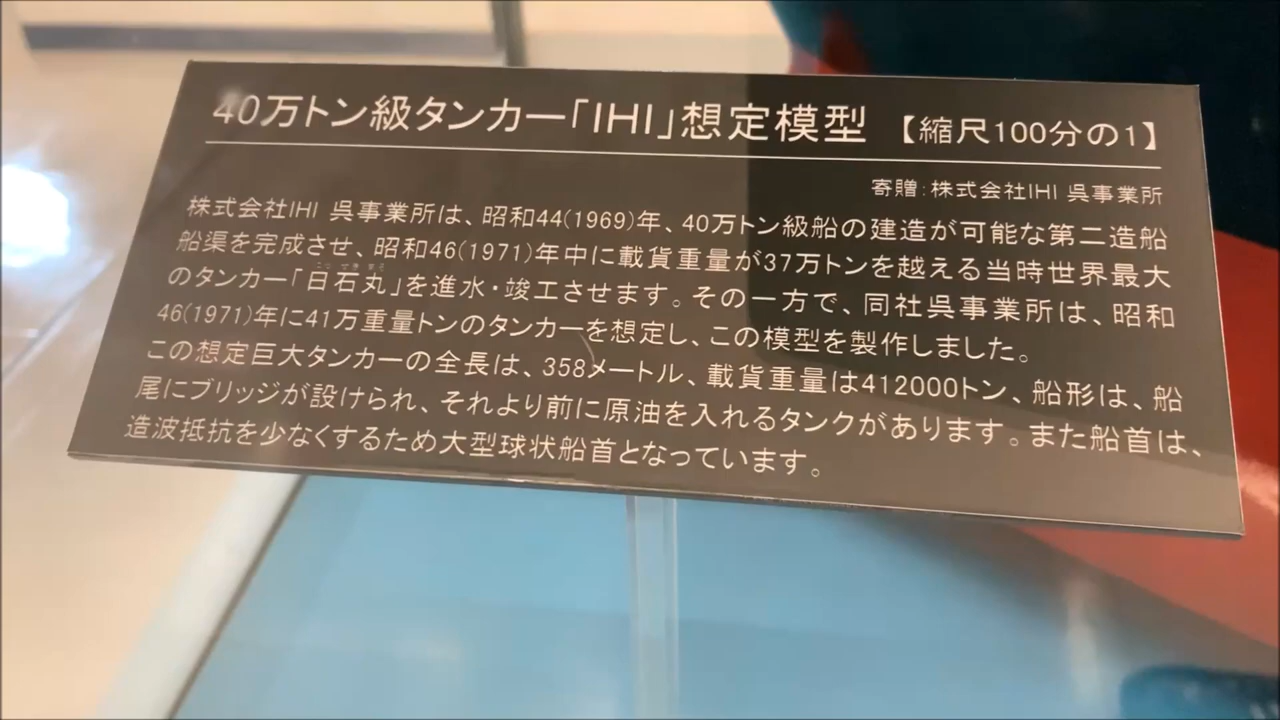 40万トン級タンカー「IHI」想定模型 【縮尺100分の1】
寄贈:株式会社IHI 呉事業所
株式会社IHI 呉事業所は、昭和44(1969)年、40万トン級船の建造が可能な第二造船
船渠を完成させ、昭和46(1971)年中に載貨重量が37万トンを越える当時世界最大
のタンカー「日石丸」を進水・竣工させます。その一方で、同社呉事業所は、昭和
46(1971)年に41万重量トンのタンカーを想定し、この模型を製作しました。
この想定巨大タンカーの全長は、358メートル、載貨重量は412000トン、船形は、船
尾にブリッジが設けられ、それより前に原油を入れるタンクがあります。また船首は、
造波抵抗を少なくするため大型球状船首となっています。